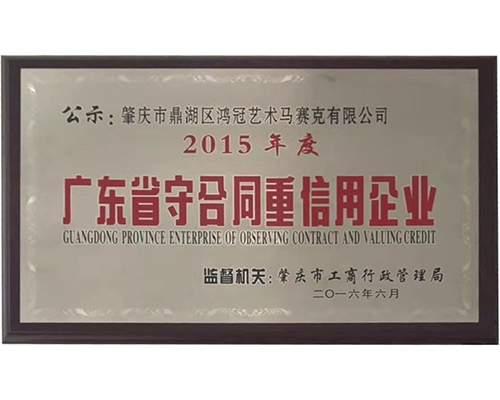 公示：肇庆市鼎湖区鸿冠艺术马赛克有限公司
2015年度
广东省守合同重信用企业
GUANGDONG PROVINCE ENTERPRISE OF OBSERVING CONTRACT AND VALUING CREDIT
监督机关：肇庆市工商行政管理局
二〇一六年六月